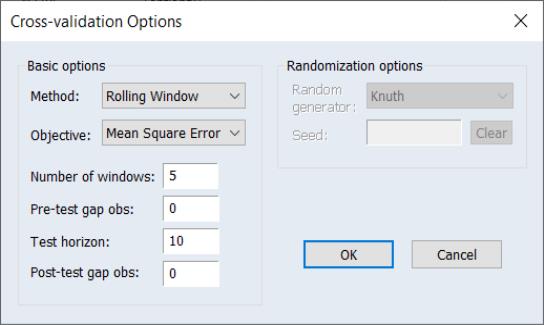 Cross-validation Options
Basic options
Method: Rolling Window
Objective: Mean Square Error
Number of windows: 5
Pre-test gap obs: 0
Test horizon: 10
Post-test gap obs: 0
Randomization options
Random generator: Knuth
Seed: Clear
OK Cancel